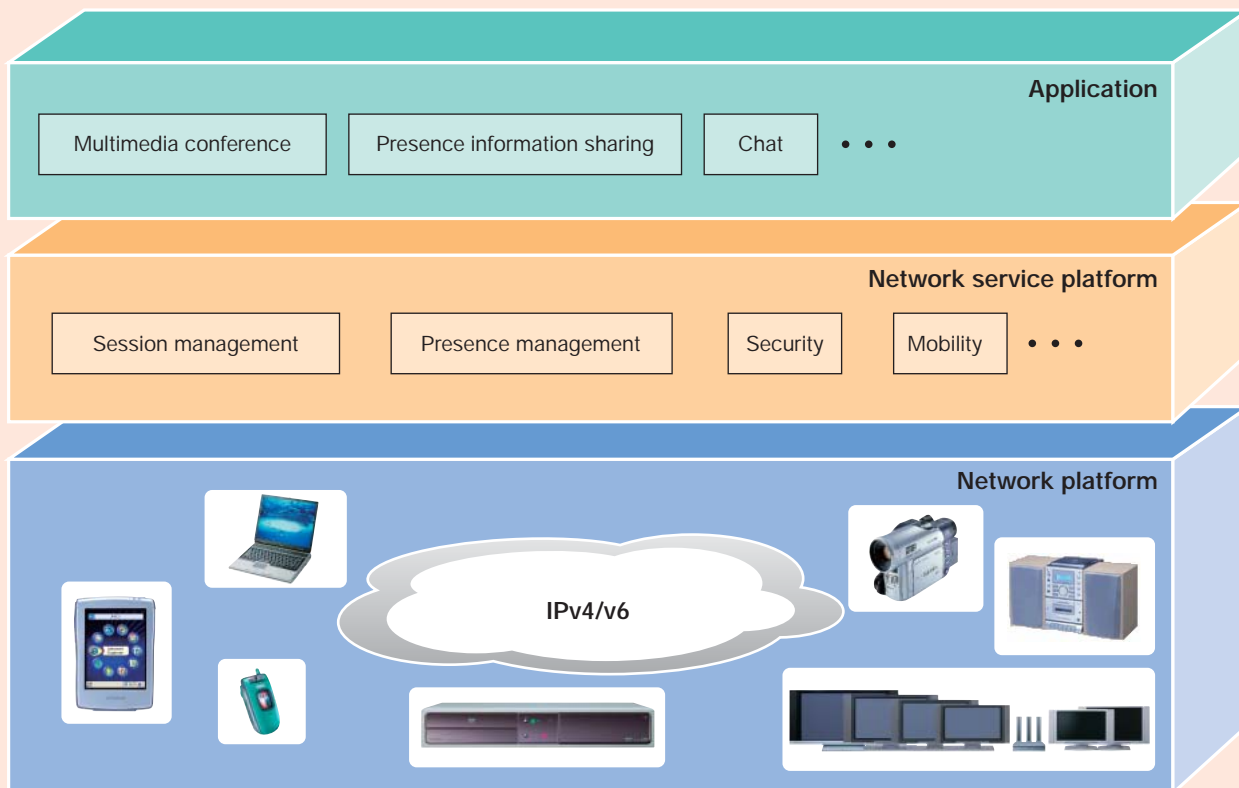 Application
Multimedia conference
Presence information sharing
Chat
• • •
Network service platform
Session management
Presence management
Security
Mobility
• • •
Network platform
IPv4/v6